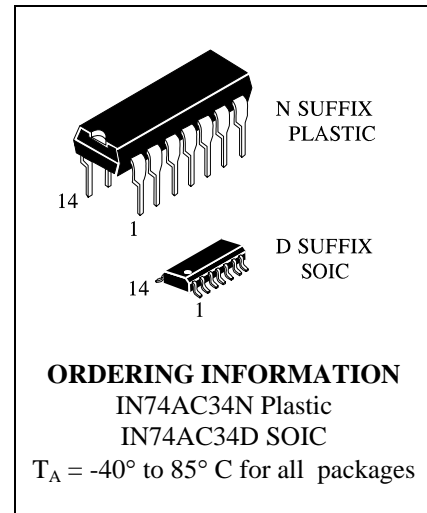 N SUFFIX
PLASTIC
14
1
D SUFFIX
SOIC
14
1
ORDERING INFORMATION
IN74AC34N Plastic
IN74AC34D SOIC
TA = -40° to 85° C for all packages